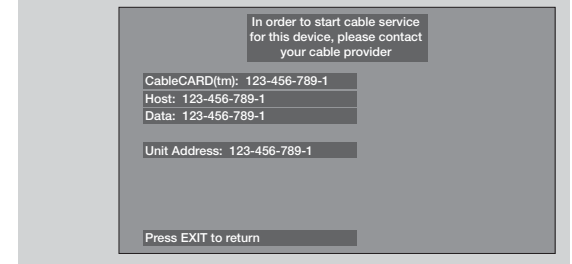 In order to start cable service
for this device, please contact
your cable provider
CableCARD(tm): 123-456-789-1
Host: 123-456-789-1
Data: 123-456-789-1
Unit Address: 123-456-789-1
Press EXIT to return